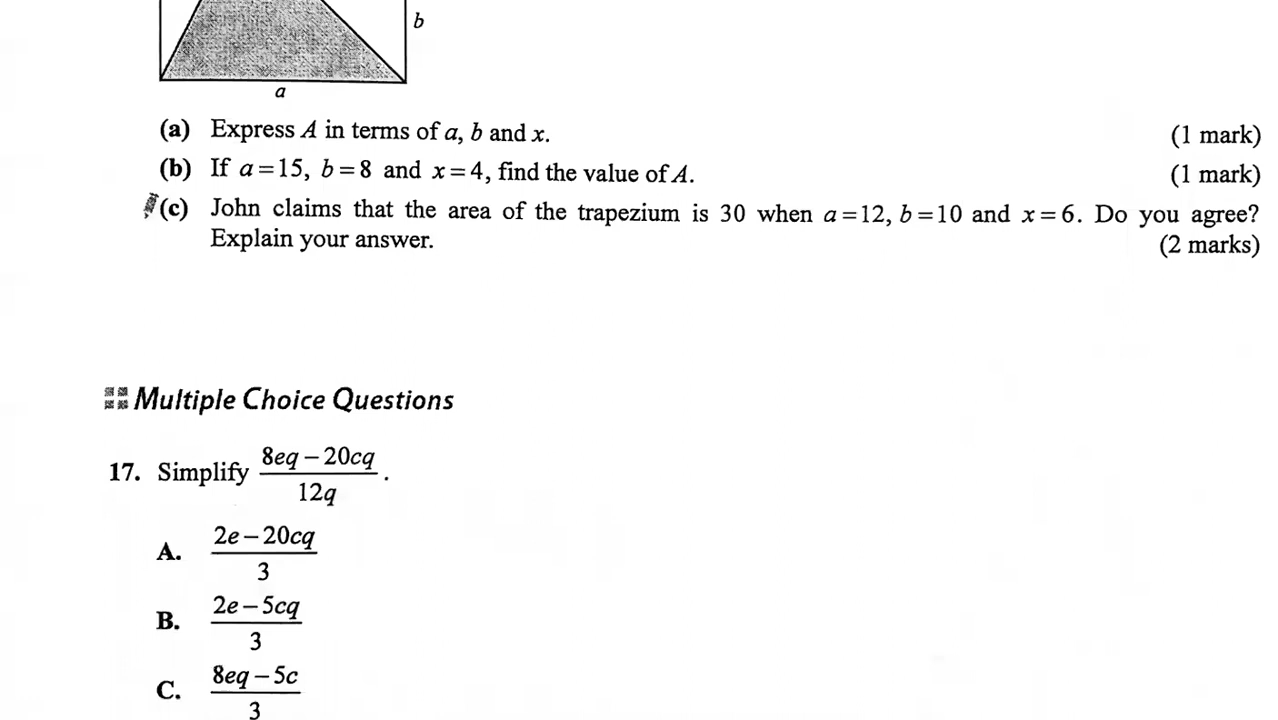 b
a
(a) Express A in terms of a, b and x. (1 mark)
(b) If a=15, b=8 and x=4, find the value of A. (1 mark)
(c) John claims that the area of the trapezium is 30 when a=12, b=10 and x=6. Do you agree?
Explain your answer. (2 marks)
Multiple Choice Questions
17. Simplify (8eq – 20cq)/(12q).
A. (2e – 20cq)/3
B. (2e – 5cq)/3
C. (8eq – 5c)/3